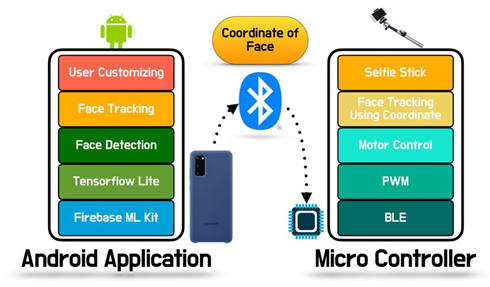 Coordinate of
Face
User Customizing
Face Tracking
Face Detection
Tensorflow Lite
Firebase ML Kit
Android Application
SAMSUNG
®
Selfie Stick
Face Tracking
Using Coordinate
Motor Control
PWM
BLE
Micro Controller